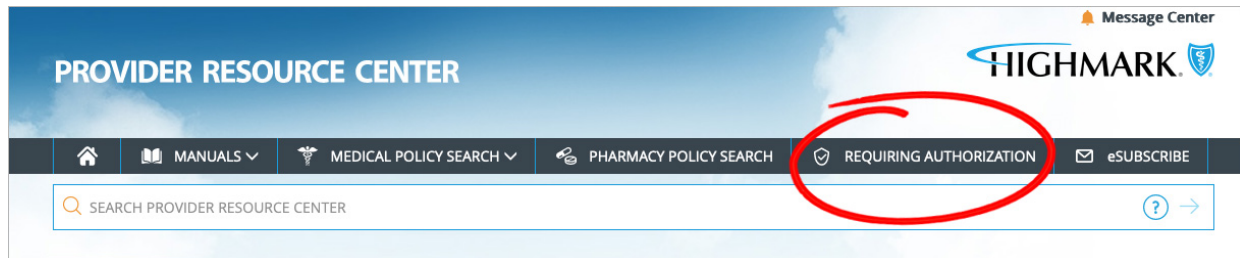 Message Center
PROVIDER RESOURCE CENTER
HIGHMARK
MANUALS
MEDICAL POLICY SEARCH
PHARMACY POLICY SEARCH
REQUIRING AUTHORIZATION
eSUBSCRIBE
SEARCH PROVIDER RESOURCE CENTER
?